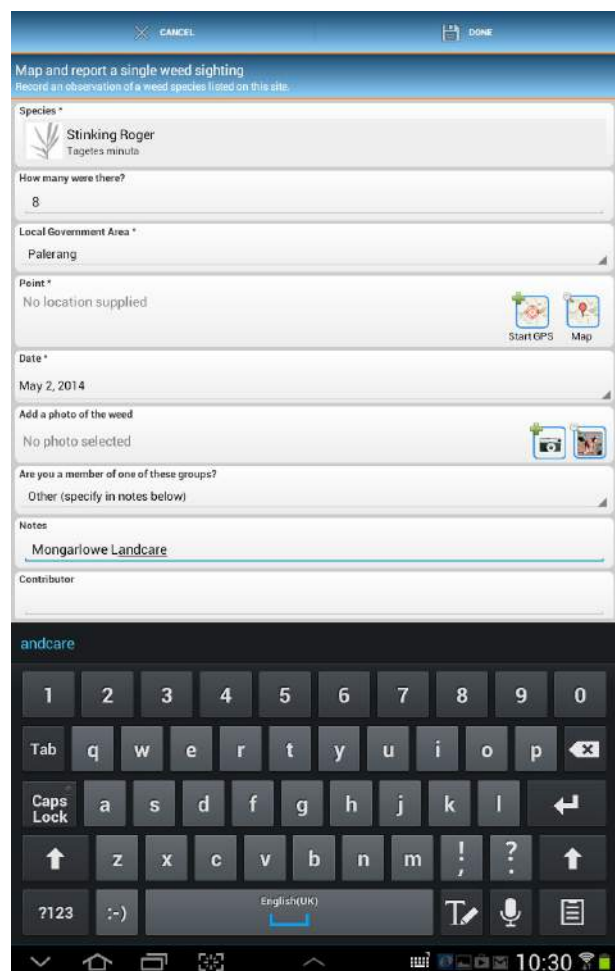 CANCEL DONE
Map and report a single weed sighting
Record an observation of a weed species listed on this site.
Species *
Stinking Roger
Tagetes minuta
How many were there?
8
Local Government Area *
Palerang
Point *
No location supplied
Start GPS Map
Date *
May 2, 2014
Add a photo of the weed
No photo selected
Are you a member of one of these groups?
Other (specify in notes below)
Notes
Mongarlowe Landcare
Contributor
andcare
1 2 3 4 5 6 7 8 9 0
Tab q w e r t y u i o p
Caps Lock a s d f g h j k l
z x c v b n m ! , ? .
?123 :-) English(UK) T
10:30